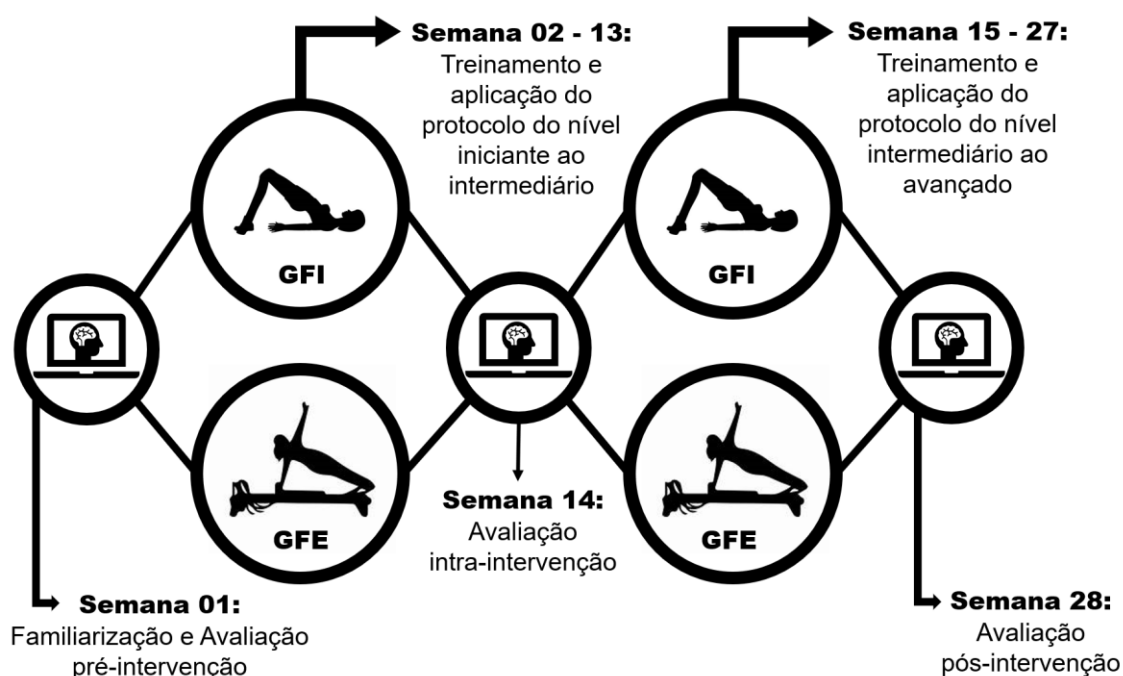 Semana 02 - 13:
Treinamento e
aplicação do
protocolo do nível
iniciante ao
intermediário
Semana 15 - 27:
Treinamento e
aplicação do
protocolo do nível
intermediário ao
avançado
GFI
GFI
GFE
GFE
Semana 14:
Avaliação
intra-intervenção
Semana 01:
Familiarização e Avaliação
pré-intervenção
Semana 28:
Avaliação
pós-intervenção